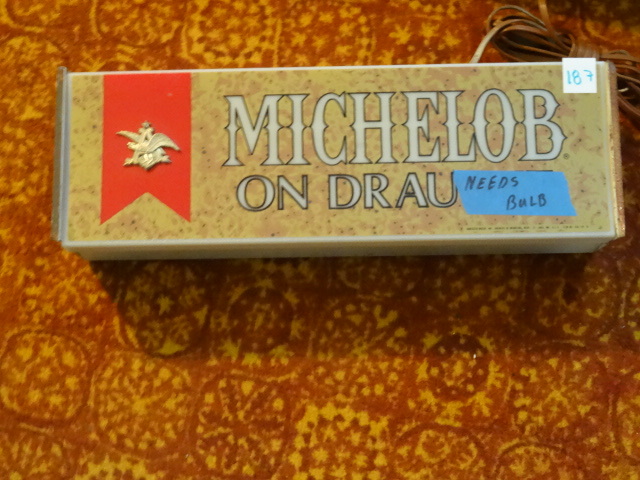 187
MICHELOB®
ON DRAU
NEEDS
BULB